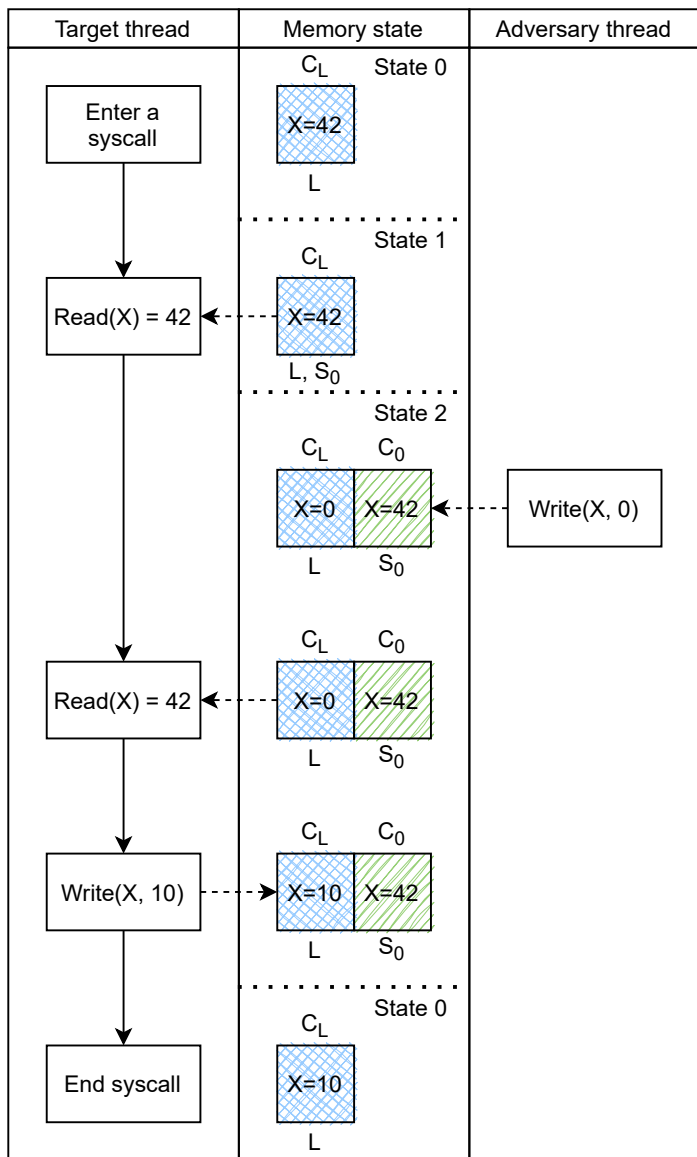 Target thread
Memory state
Adversary thread
State 0
C_L
Enter a
syscall
X=42
L
State 1
C_L
Read(X) = 42
X=42
L, S_0
State 2
C_L C_0
X=0 X=42
Write(X, 0)
L S_0
C_L C_0
Read(X) = 42
X=0 X=42
L S_0
C_L C_0
Write(X, 10)
X=10 X=42
L S_0
State 0
C_L
End syscall
X=10
L